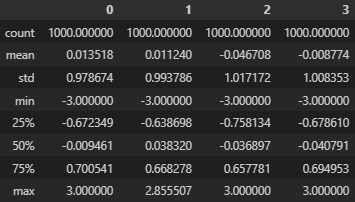 0 1 2 3
count 1000.000000 1000.000000 1000.000000 1000.000000
mean 0.013518 0.011240 -0.046708 -0.008774
std 0.978674 0.993786 1.017172 1.008353
min -3.000000 -3.000000 -3.000000 -3.000000
25% -0.672349 -0.638698 -0.758134 -0.678610
50% -0.009461 0.038320 -0.036897 -0.040791
75% 0.700541 0.668278 0.657781 0.694953
max 3.000000 2.855507 3.000000 3.000000